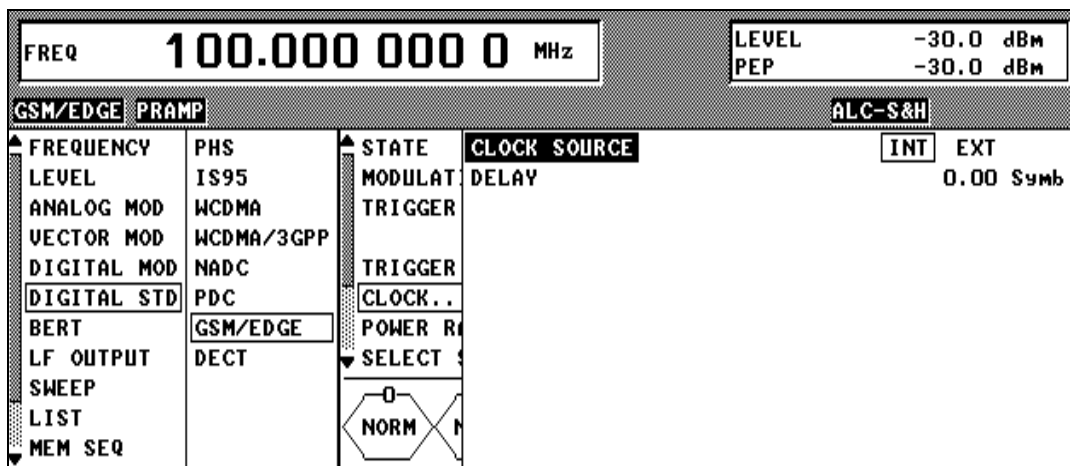 FREQ 100.000 000 0 MHz
LEVEL -30.0 dBm
PEP -30.0 dBm
GSM/EDGE PRAMP ALC-S&H
FREQUENCY
LEVEL
ANALOG MOD
VECTOR MOD
DIGITAL MOD
DIGITAL STD
BERT
LF OUTPUT
SWEEP
LIST
MEM SEQ
PHS
IS95
WCDMA
WCDMA/3GPP
NADC
PDC
GSM/EDGE
DECT
STATE
MODULAT
TRIGGER
TRIGGER
CLOCK..
POWER RA
SELECT
0
NORM
CLOCK SOURCE INT EXT
DELAY 0.00 Symb